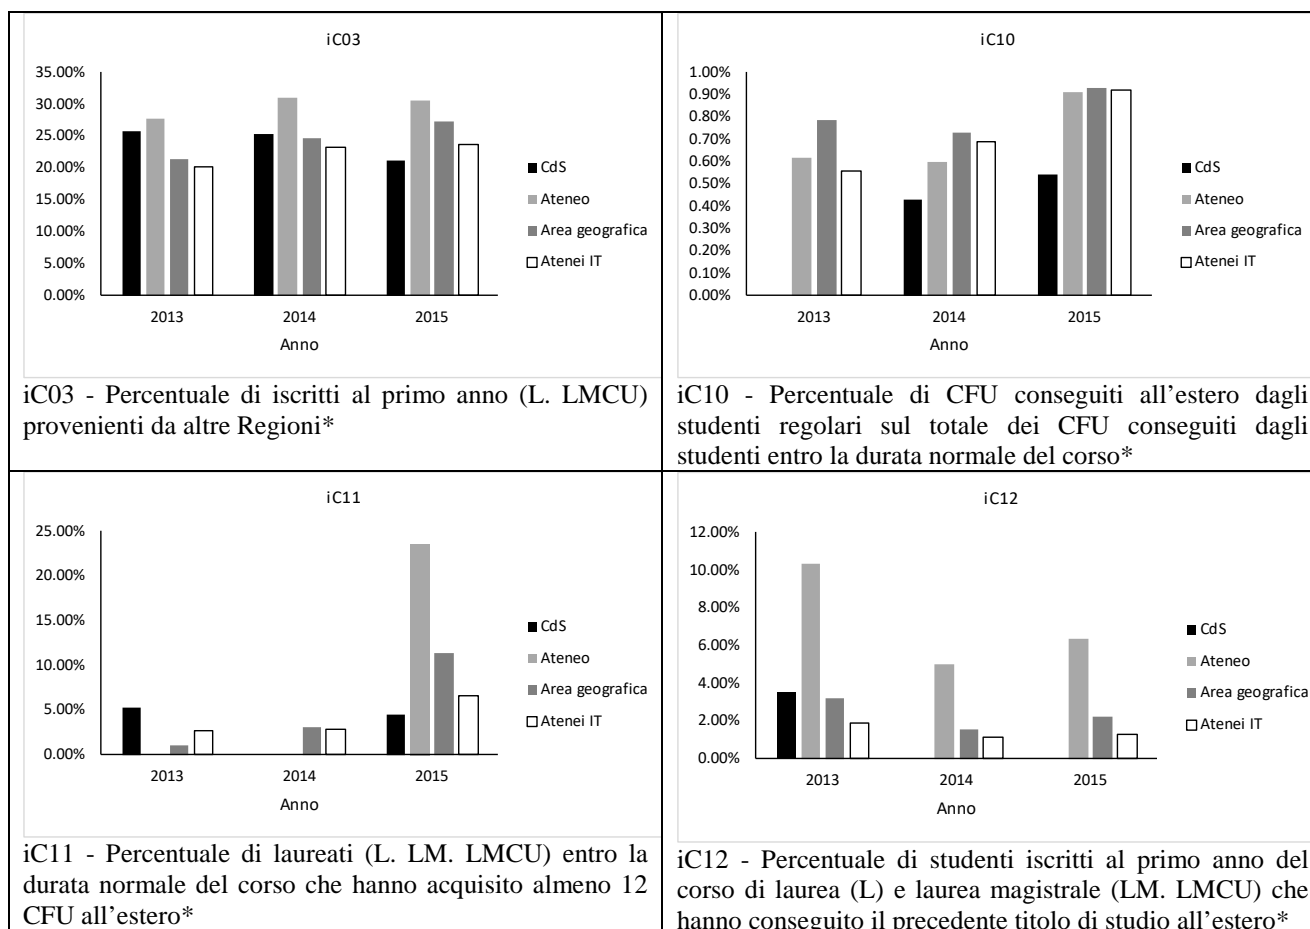 iC03
35.00%
30.00%
25.00%
20.00%
15.00%
10.00%
5.00%
0.00%
2013 2014 2015
Anno
CdS
Ateneo
Area geografica
Atenei IT
iC03 - Percentuale di iscritti al primo anno (L. LMCU)
provenienti da altre Regioni*
iC10
1.00%
0.90%
0.80%
0.70%
0.60%
0.50%
0.40%
0.30%
0.20%
0.10%
0.00%
2013 2014 2015
Anno
CdS
Ateneo
Area geografica
Atenei IT
iC10 - Percentuale di CFU conseguiti all’estero dagli
studenti regolari sul totale dei CFU conseguiti dagli
studenti entro la durata normale del corso*
iC11
25.00%
20.00%
15.00%
10.00%
5.00%
0.00%
2013 2014 2015
Anno
CdS
Ateneo
Area geografica
Atenei IT
iC11 - Percentuale di laureati (L. LM. LMCU) entro la
durata normale del corso che hanno acquisito almeno 12
CFU all’estero*
iC12
12.00%
10.00%
8.00%
6.00%
4.00%
2.00%
0.00%
2013 2014 2015
Anno
CdS
Ateneo
Area geografica
Atenei IT
iC12 - Percentuale di studenti iscritti al primo anno del
corso di laurea (L) e laurea magistrale (LM. LMCU) che
hanno conseguito il precedente titolo di studio all’estero*